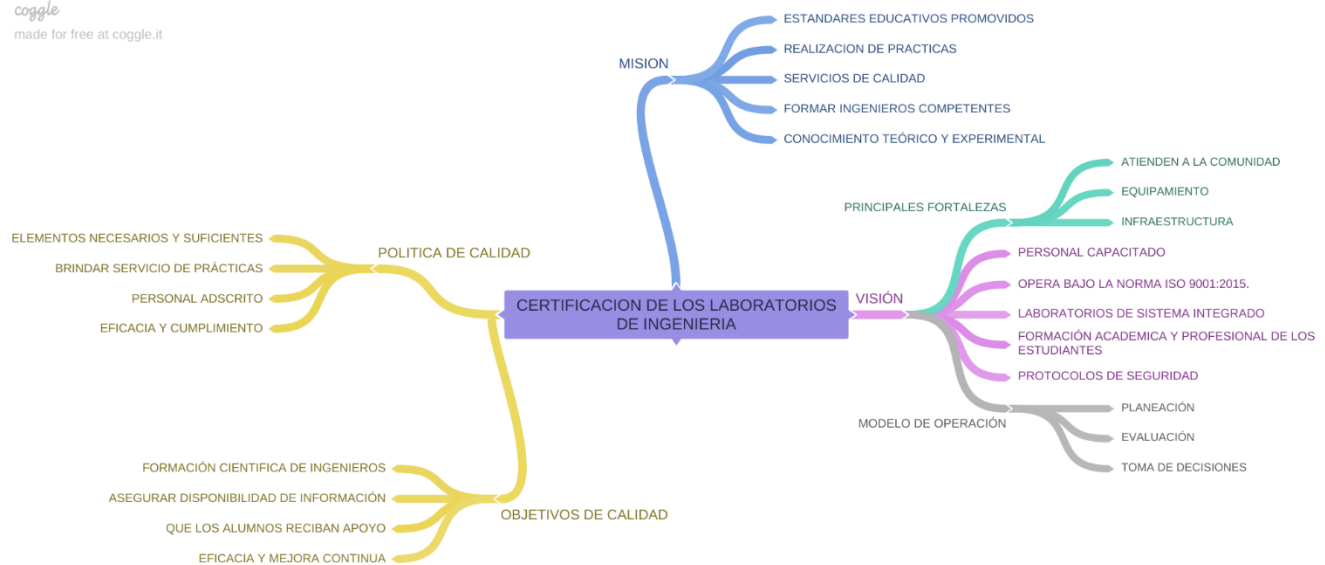 coggle
made for free at coggle.it
MISION
ESTANDARES EDUCATIVOS PROMOVIDOS
REALIZACION DE PRACTICAS
SERVICIOS DE CALIDAD
FORMAR INGENIEROS COMPETENTES
CONOCIMIENTO TEÓRICO Y EXPERIMENTAL
CERTIFICACION DE LOS LABORATORIOS
DE INGENIERIA
VISIÓN
PRINCIPALES FORTALEZAS
ATIENDEN A LA COMUNIDAD
EQUIPAMIENTO
INFRAESTRUCTURA
PERSONAL CAPACITADO
OPERA BAJO LA NORMA ISO 9001:2015.
LABORATORIOS DE SISTEMA INTEGRADO
FORMACIÓN ACADEMICA Y PROFESIONAL DE LOS
ESTUDIANTES
PROTOCOLOS DE SEGURIDAD
MODELO DE OPERACIÓN
PLANEACIÓN
EVALUACIÓN
TOMA DE DECISIONES
POLITICA DE CALIDAD
ELEMENTOS NECESARIOS Y SUFICIENTES
BRINDAR SERVICIO DE PRÁCTICAS
PERSONAL ADSCRITO
EFICACIA Y CUMPLIMIENTO
OBJETIVOS DE CALIDAD
FORMACIÓN CIENTIFICA DE INGENIEROS
ASEGURAR DISPONIBILIDAD DE INFORMACIÓN
QUE LOS ALUMNOS RECIBAN APOYO
EFICACIA Y MEJORA CONTINUA